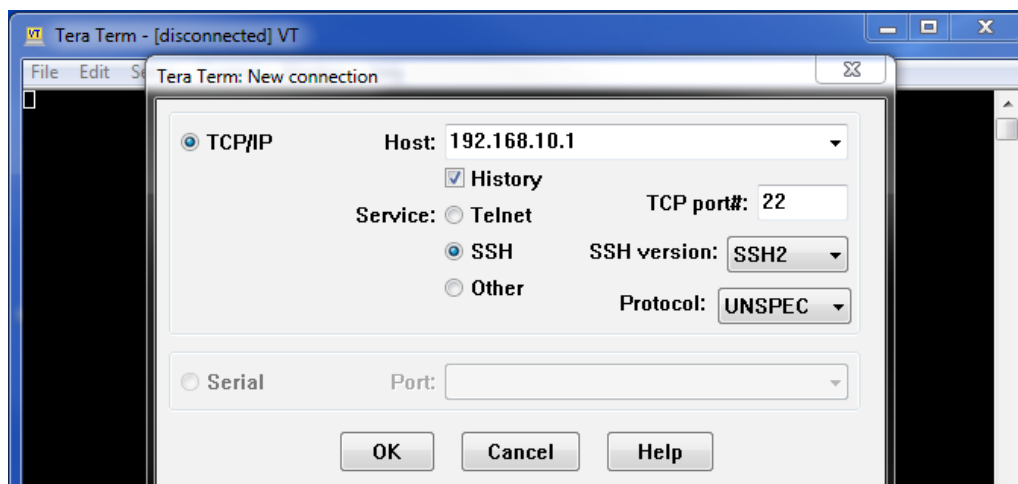 VT Tera Term - [disconnected] VT
File Edit
Tera Term: New connection
TCP/IP Host: 192.168.10.1
History
TCP port#: 22
Service: Telnet
SSH SSH version: SSH2
Other
Protocol: UNSPEC
Serial Port:
OK Cancel Help